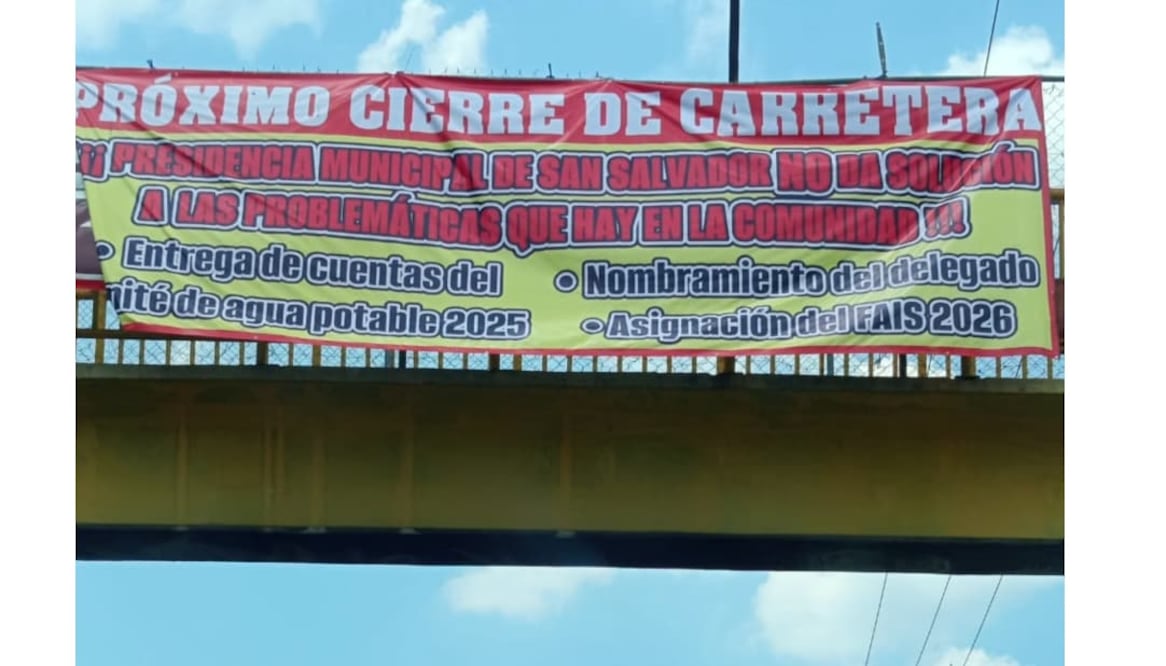 PRÓXIMO CIERRE DE CARRETERA
¡¡¡ PRESIDENCIA MUNICIPAL DE SAN SALVADOR NO DA SOLUCIÓN
A LAS PROBLEMÁTICAS QUE HAY EN LA COMUNIDAD !!!
• Entrega de cuentas del
mité de agua potable 2025
• Nombramiento del delegado
• Asignación del FAIS 2026